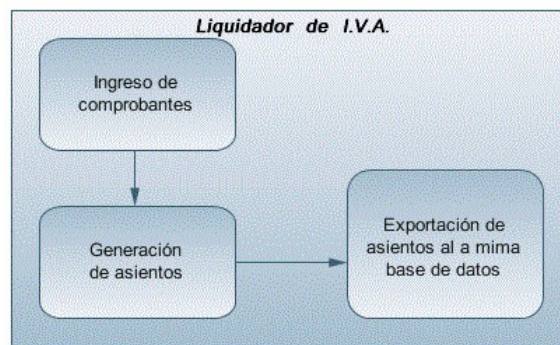 Liquidador de I.V.A.
Ingreso de
comprobantes
Generación
de asientos
Exportación de
asientos al a mima
base de datos